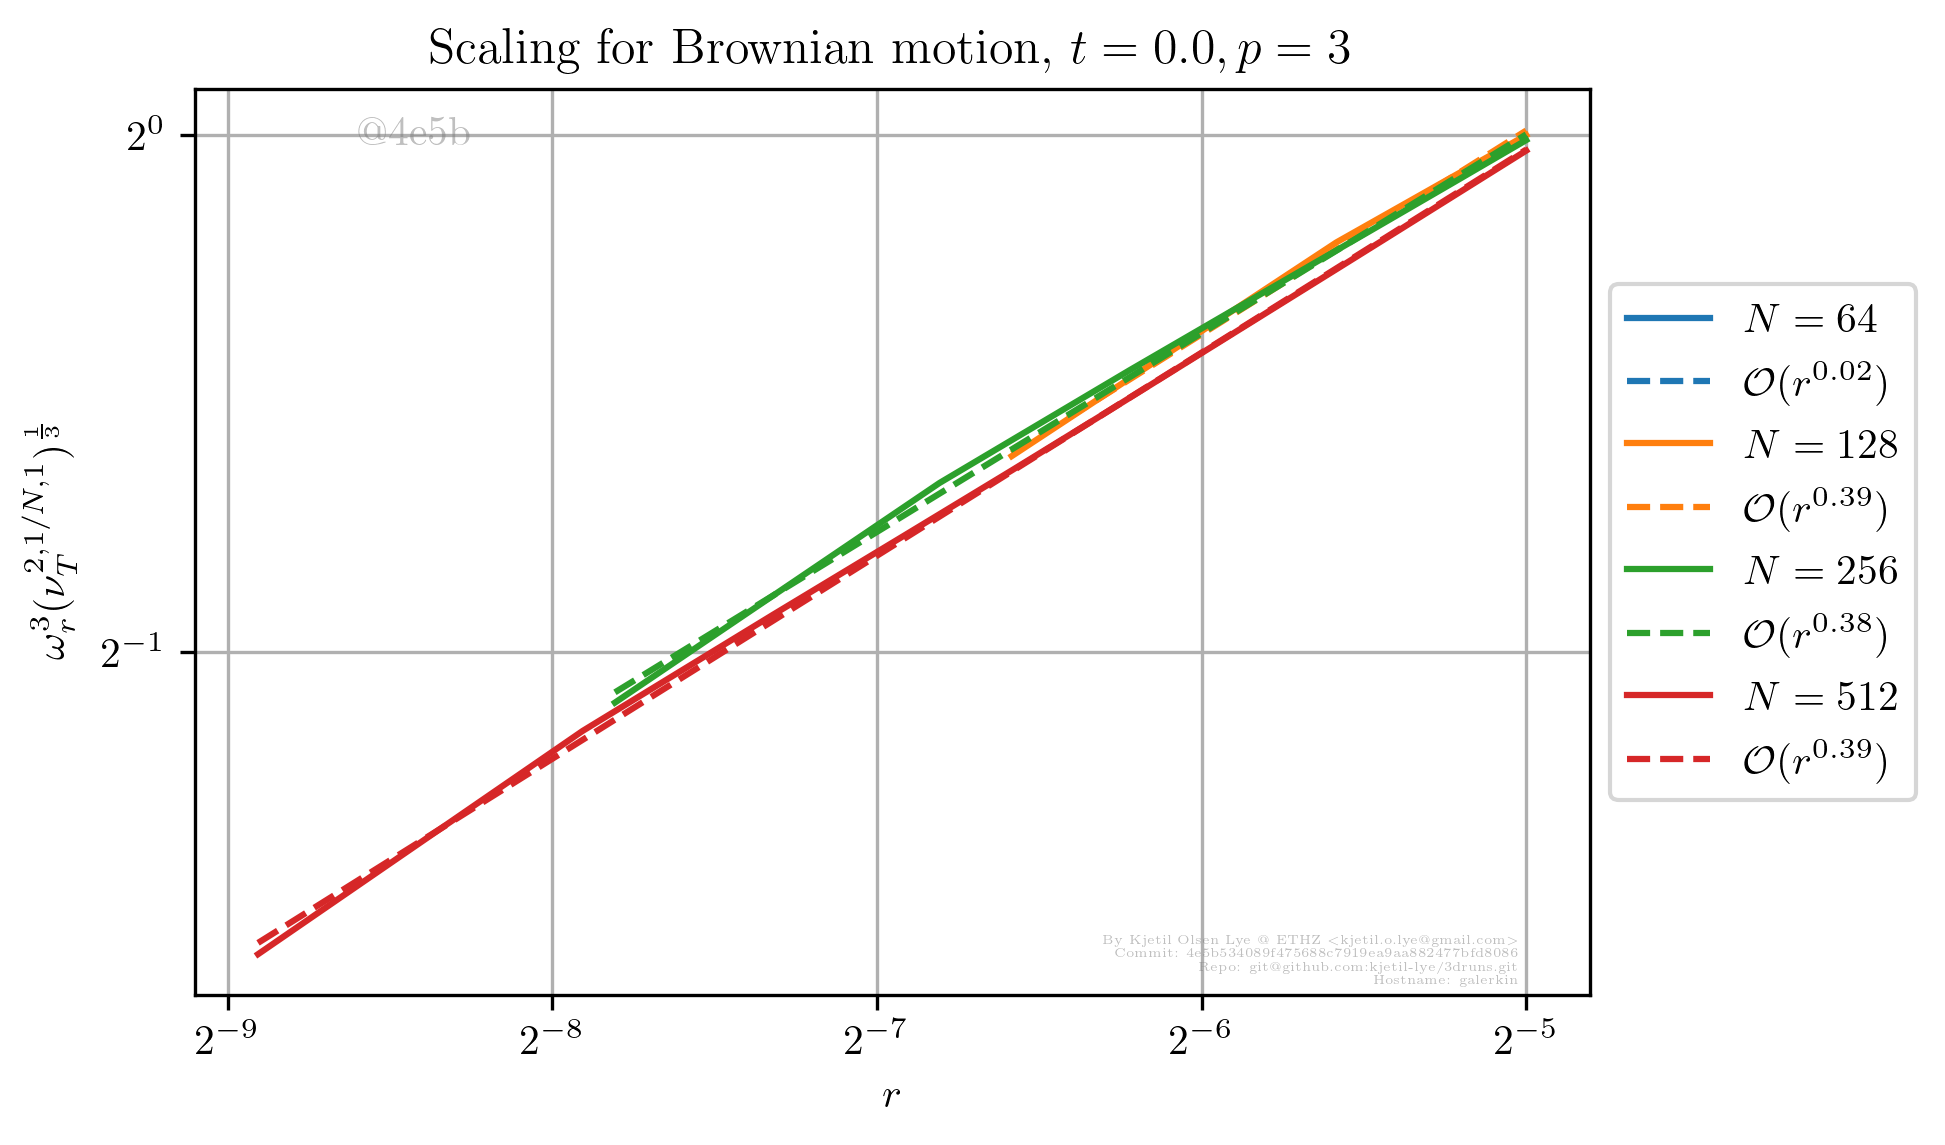 Scaling for Brownian motion, t = 0.0, p = 3
@4e5b
2^0
2^{-1}
ω_r^3(ν_T^{2,1/N,1})^{1/3}
2^{-9} 2^{-8} 2^{-7} 2^{-6} 2^{-5}
r
N = 64
𝒪(r^{0.02})
N = 128
𝒪(r^{0.39})
N = 256
𝒪(r^{0.38})
N = 512
𝒪(r^{0.39})
By Kjetil Olsen Lye @ ETHZ <kjetil.o.lye@gmail.com>
Commit: 4e5b534089f475688c7919ea9aa882477bfd8086
Repo: git@github.com:kjetil-lye/3druns.git
Hostname: galerkin